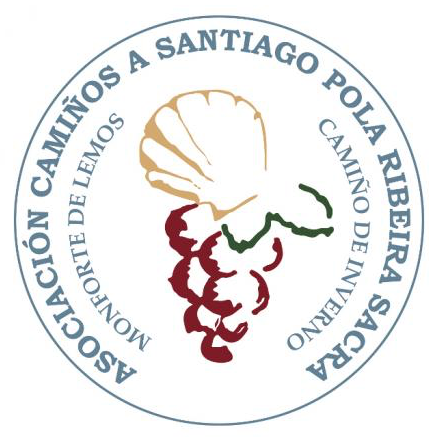 ASOCIACIÓN CAMIÑOS A SANTIAGO POLA RIBEIRA SACRA
MONFORTE DE LEMOS
CAMIÑO DE INVERNO